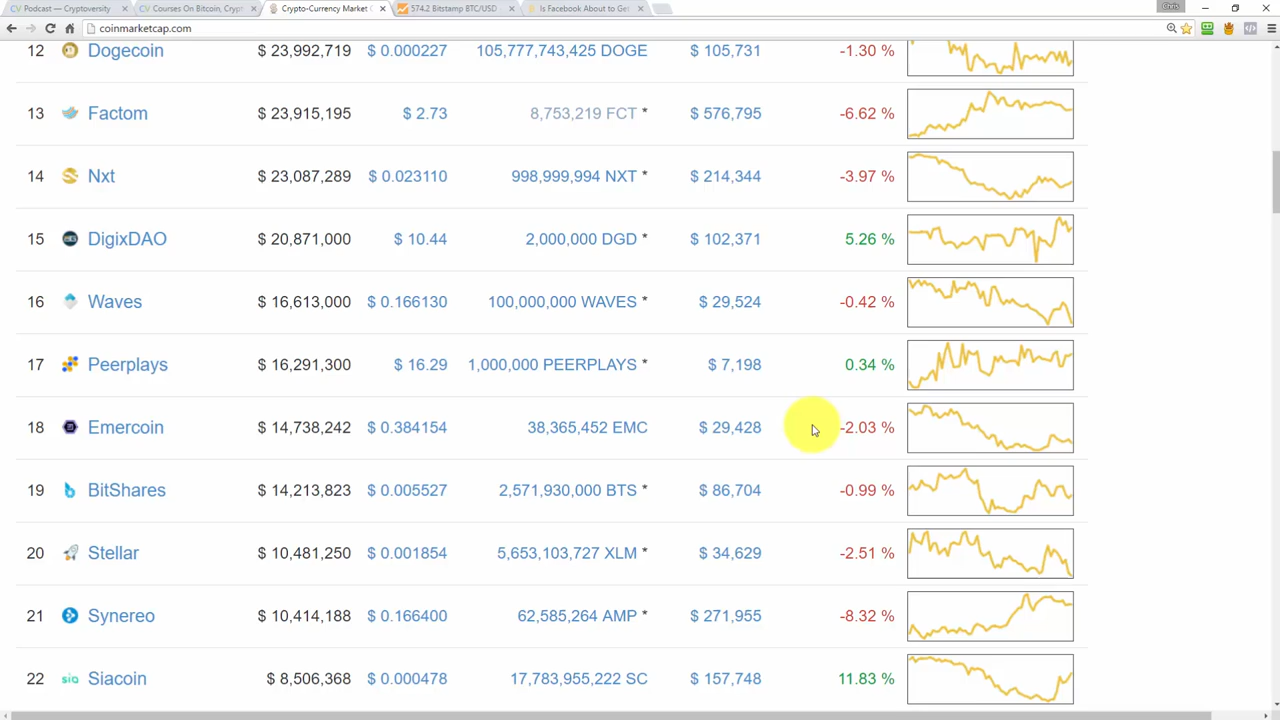 CV Podcast — Cryptoversity
CV Courses On Bitcoin, Crypt
Crypto-Currency Market C
574.2 Bitstamp BTC/USD
Is Facebook About to Get
Chris
coinmarketcap.com
12 Dogecoin $ 23,992,719 $ 0.000227 105,777,743,425 DOGE $ 105,731 -1.30 %
13 Factom $ 23,915,195 $ 2.73 8,753,219 FCT * $ 576,795 -6.62 %
14 Nxt $ 23,087,289 $ 0.023110 998,999,994 NXT * $ 214,344 -3.97 %
15 DigixDAO $ 20,871,000 $ 10.44 2,000,000 DGD * $ 102,371 5.26 %
16 Waves $ 16,613,000 $ 0.166130 100,000,000 WAVES * $ 29,524 -0.42 %
17 Peerplays $ 16,291,300 $ 16.29 1,000,000 PEERPLAYS * $ 7,198 0.34 %
18 Emercoin $ 14,738,242 $ 0.384154 38,365,452 EMC $ 29,428 -2.03 %
19 BitShares $ 14,213,823 $ 0.005527 2,571,930,000 BTS * $ 86,704 -0.99 %
20 Stellar $ 10,481,250 $ 0.001854 5,653,103,727 XLM * $ 34,629 -2.51 %
21 Synereo $ 10,414,188 $ 0.166400 62,585,264 AMP * $ 271,955 -8.32 %
22 sia Siacoin $ 8,506,368 $ 0.000478 17,783,955,222 SC $ 157,748 11.83 %